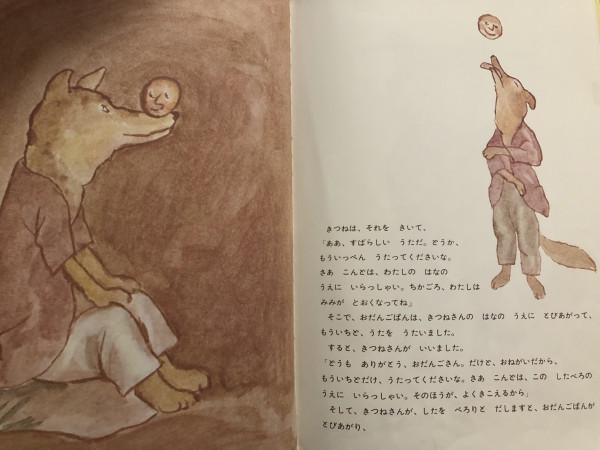 きつねは、それを　きいて、
「ああ、すばらしい　うただ。どうか、
もういっぺん　うたってくださいな。
さあ　こんどは、わたしの　はなの
うえに　いらっしゃい。ちかごろ、わたしは
みみが　とおくなってね」
　そこで、おだんごぱんは、きつねさんの　はなの　うえに　とびあがって、
もういちど、うたを　うたいました。
　すると、きつねさんが　いいました。
「どうも　ありがとう、おだんごさん。だけど、おねがいだから、
もういちどだけ、うたってくださいな。さあ　こんどは、この　したべろの
うえに　いらっしゃい。そのほうが、よくきこえるから」
　そして、きつねさんが、したを　ぺろりと　だしますと、おだんごぱんが
とびあがり、